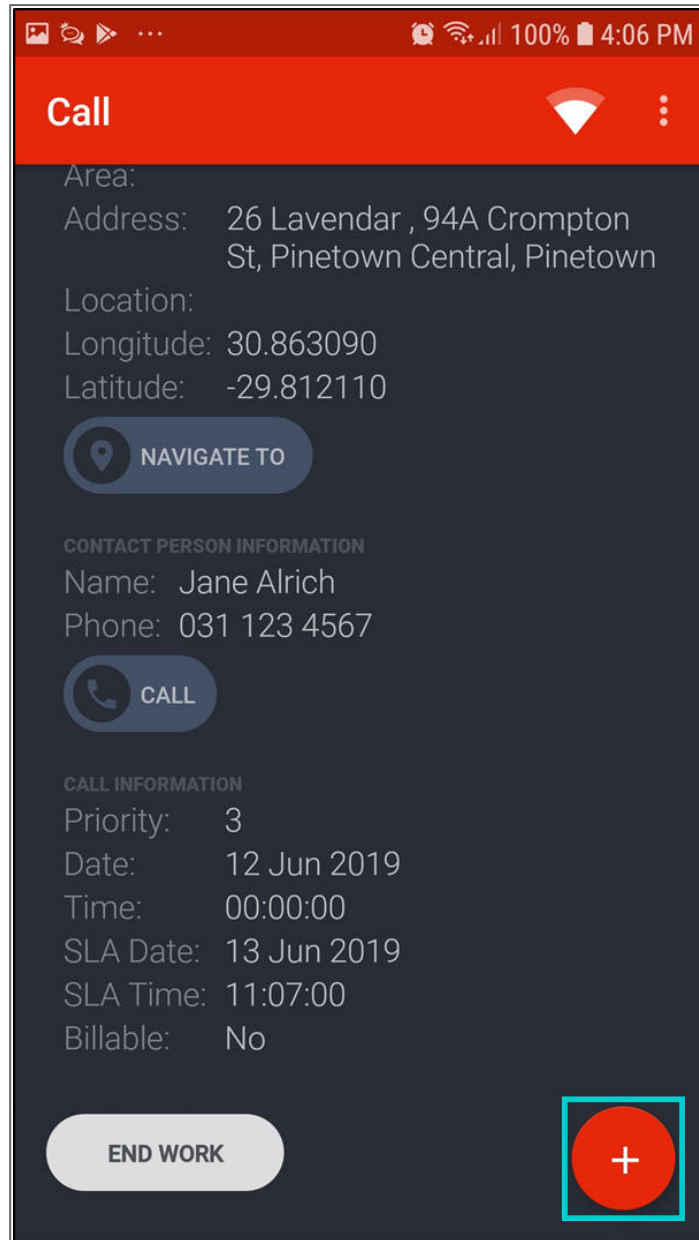 100% 4:06 PM
Call
Area:
Address: 26 Lavendar , 94A Crompton
St, Pinetown Central, Pinetown
Location:
Longitude: 30.863090
Latitude: -29.812110
NAVIGATE TO
CONTACT PERSON INFORMATION
Name: Jane Alrich
Phone: 031 123 4567
CALL
CALL INFORMATION
Priority: 3
Date: 12 Jun 2019
Time: 00:00:00
SLA Date: 13 Jun 2019
SLA Time: 11:07:00
Billable: No
END WORK +